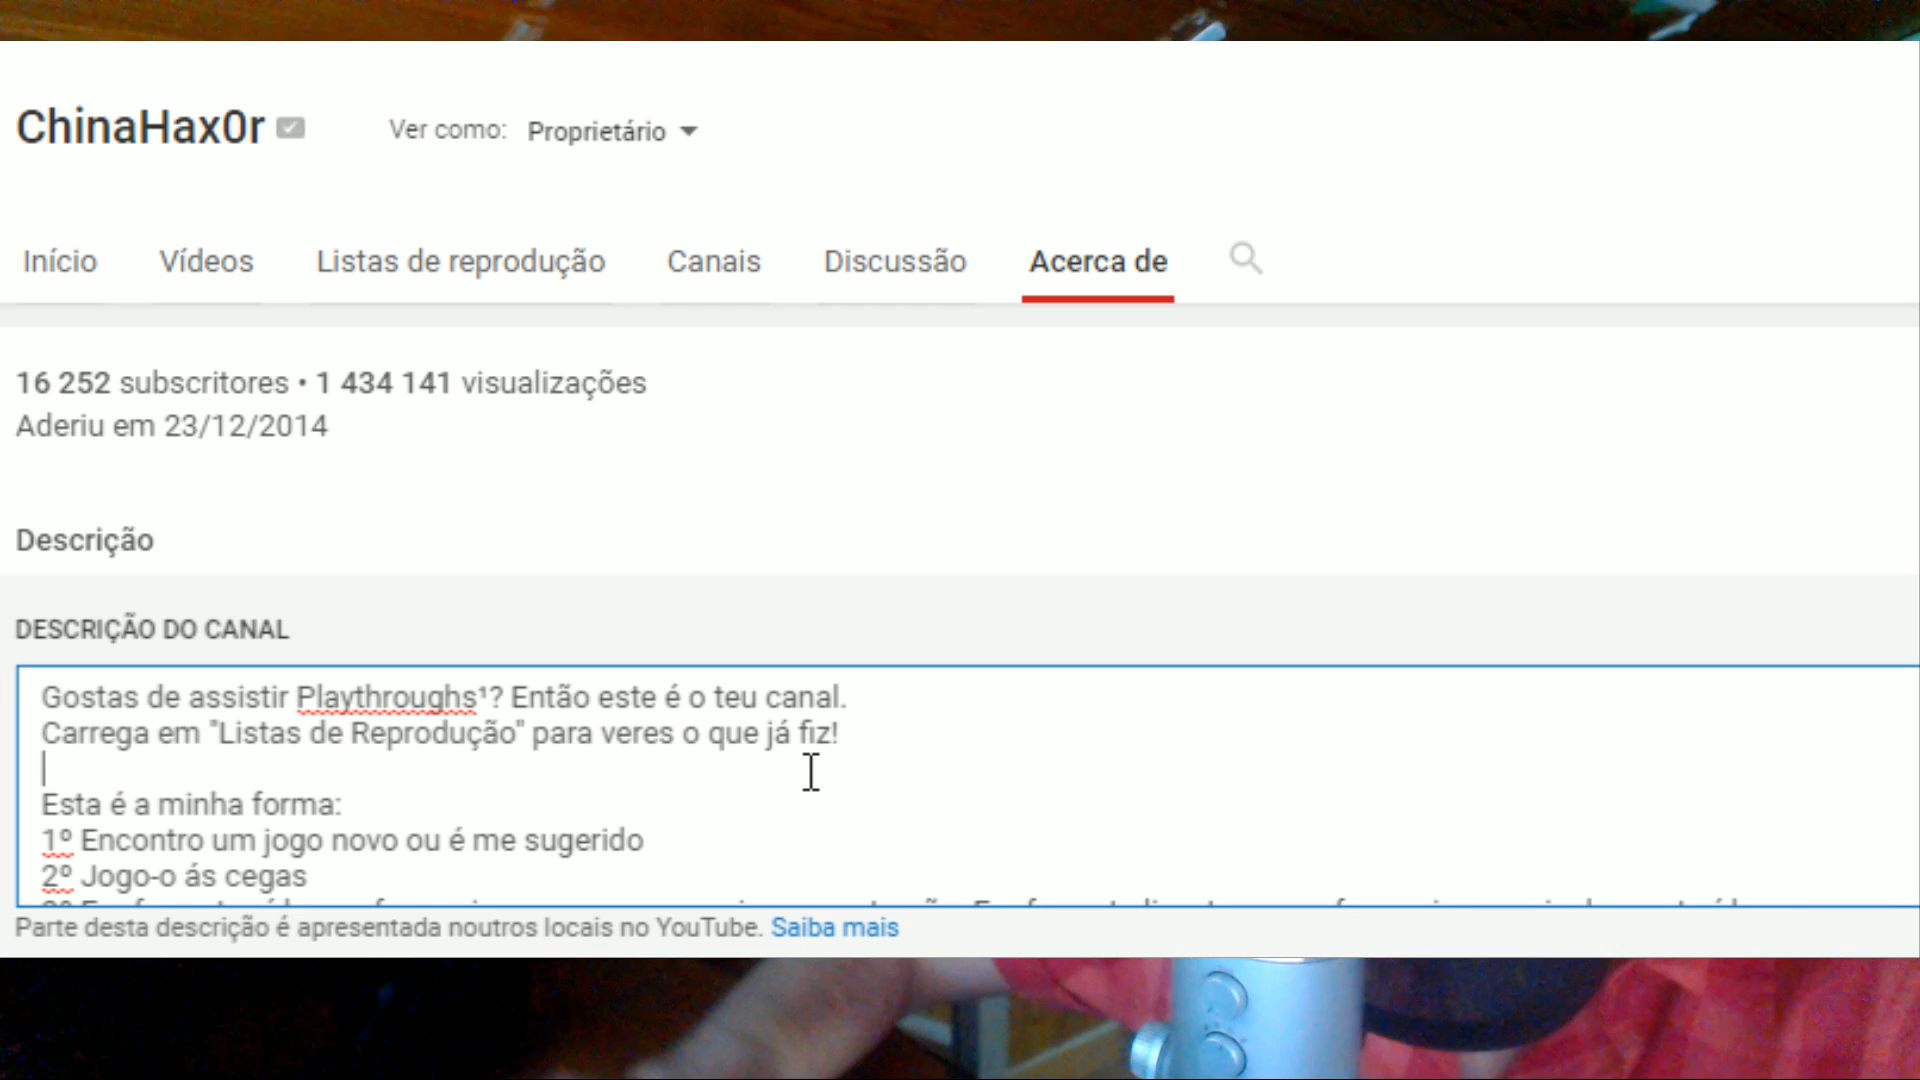 ChinaHax0r
Ver como: Proprietário
Início Vídeos Listas de reprodução Canais Discussão Acerca de
16 252 subscritores • 1 434 141 visualizações
Aderiu em 23/12/2014
Descrição
DESCRIÇÃO DO CANAL
Gostas de assistir Playthroughs¹? Então este é o teu canal.
Carrega em "Listas de Reprodução" para veres o que já fiz!
Esta é a minha forma:
1º Encontro um jogo novo ou é me sugerido
2º Jogo-o ás cegas
Parte desta descrição é apresentada noutros locais no YouTube. Saiba mais